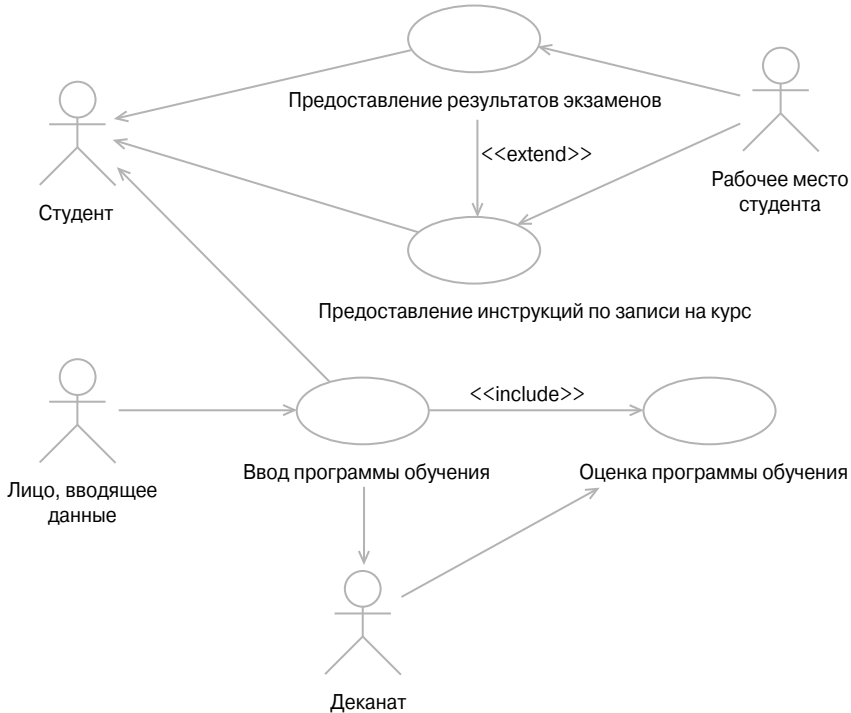 Предоставление результатов экзаменов
<<extend>>
Рабочее место
студента
Студент
Предоставление инструкций по записи на курс
<<include>>
Лицо, вводящее
данные
Ввод программы обучения
Оценка программы обучения
Деканат